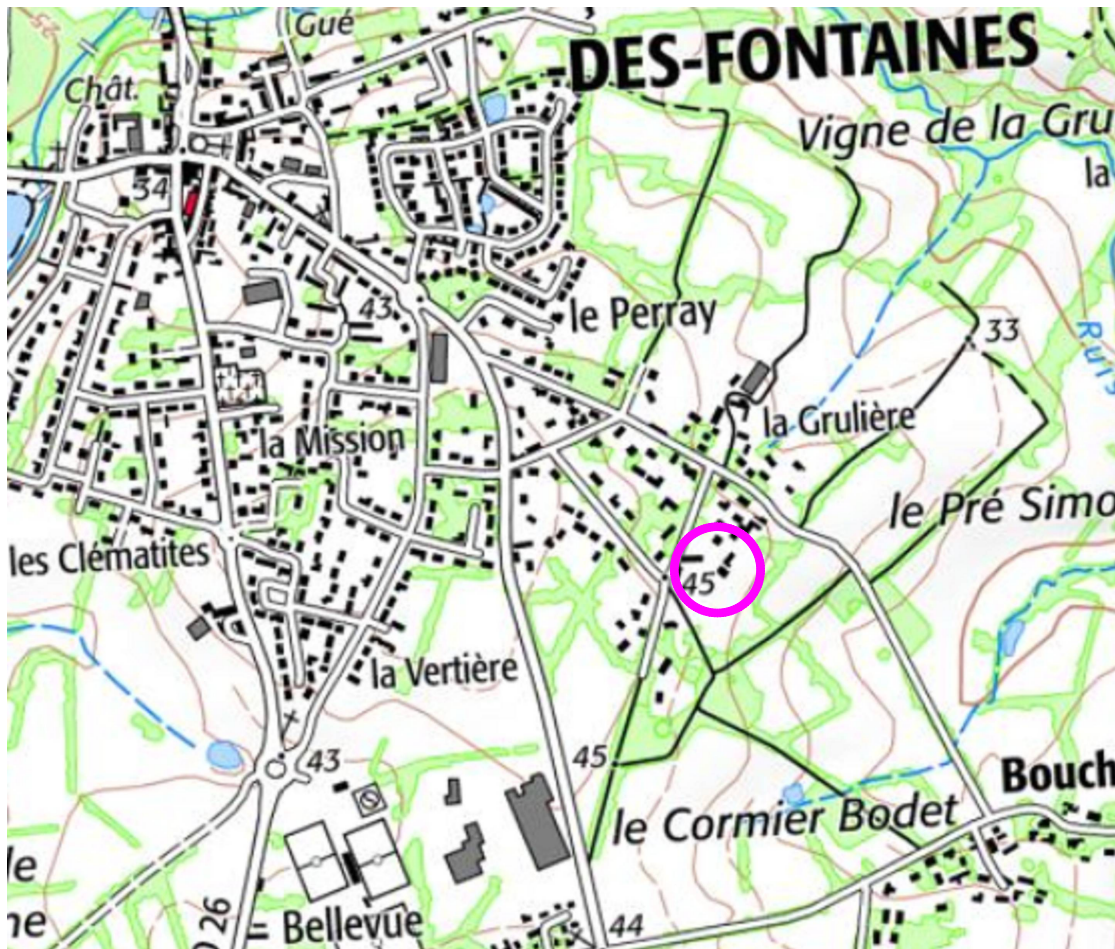 Gué
DES-FONTAINES
Chât.
Vigne de la Gru
la
34
43
le Perray
33
Ruis
la Grulière
la Mission
le Pré Simo
les Clématites
45
la Vertière
43
45
Bouch
le Cormier Bodet
le
D 26
Bellevue
44
ne